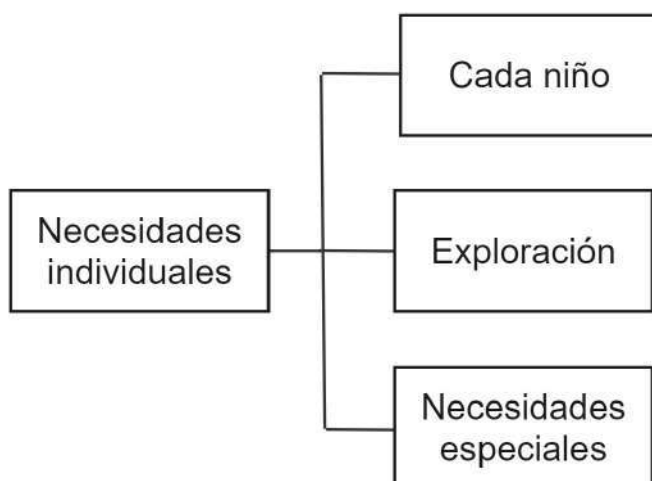 Cada niño
Necesidades
individuales
Exploración
Necesidades
especiales